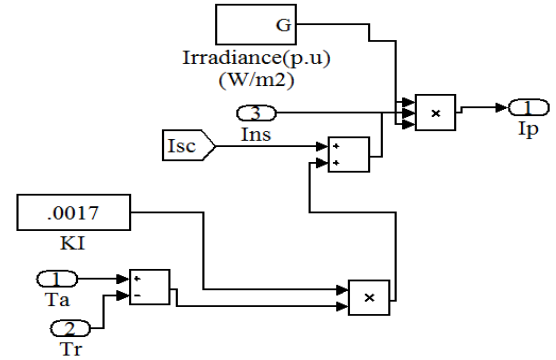 G
Irradiance(p.u)
(W/m2)
3
Ins
×
1
Ip
Isc
+
+
.0017
KI
1
Ta
+
-
×
2
Tr